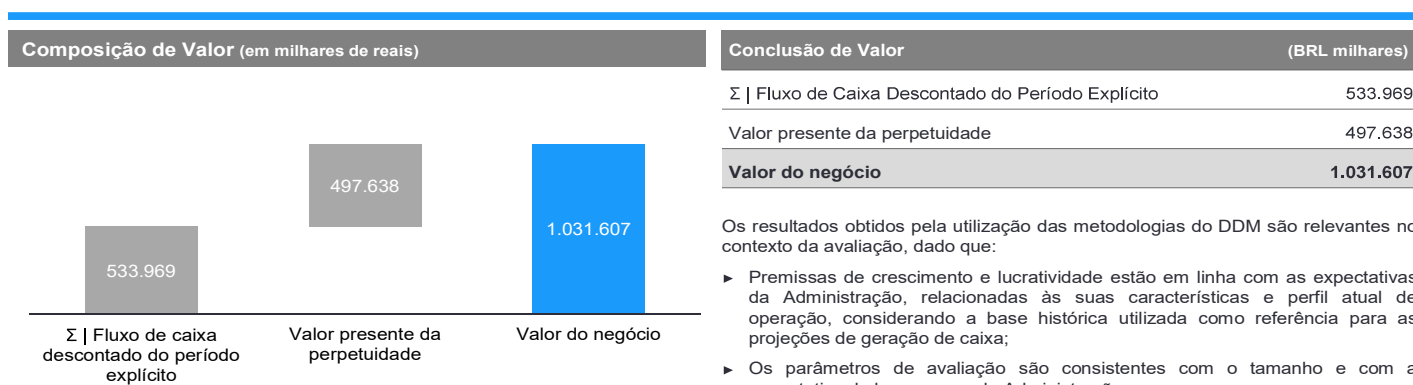 Composição de Valor (em milhares de reais)
533.969
497.638
1.031.607
Σ | Fluxo de caixa
descontado do período
explícito
Valor presente da
perpetuidade
Valor do negócio
Conclusão de Valor (BRL milhares)
Σ | Fluxo de Caixa Descontado do Período Explícito 533.969
Valor presente da perpetuidade 497.638
Valor do negócio 1.031.607
Os resultados obtidos pela utilização das metodologias do DDM são relevantes no
contexto da avaliação, dado que:
► Premissas de crescimento e lucratividade estão em linha com as expectativas
da Administração, relacionadas às suas características e perfil atual de
operação, considerando a base histórica utilizada como referência para as
projeções de geração de caixa;
► Os parâmetros de avaliação são consistentes com o tamanho e com a